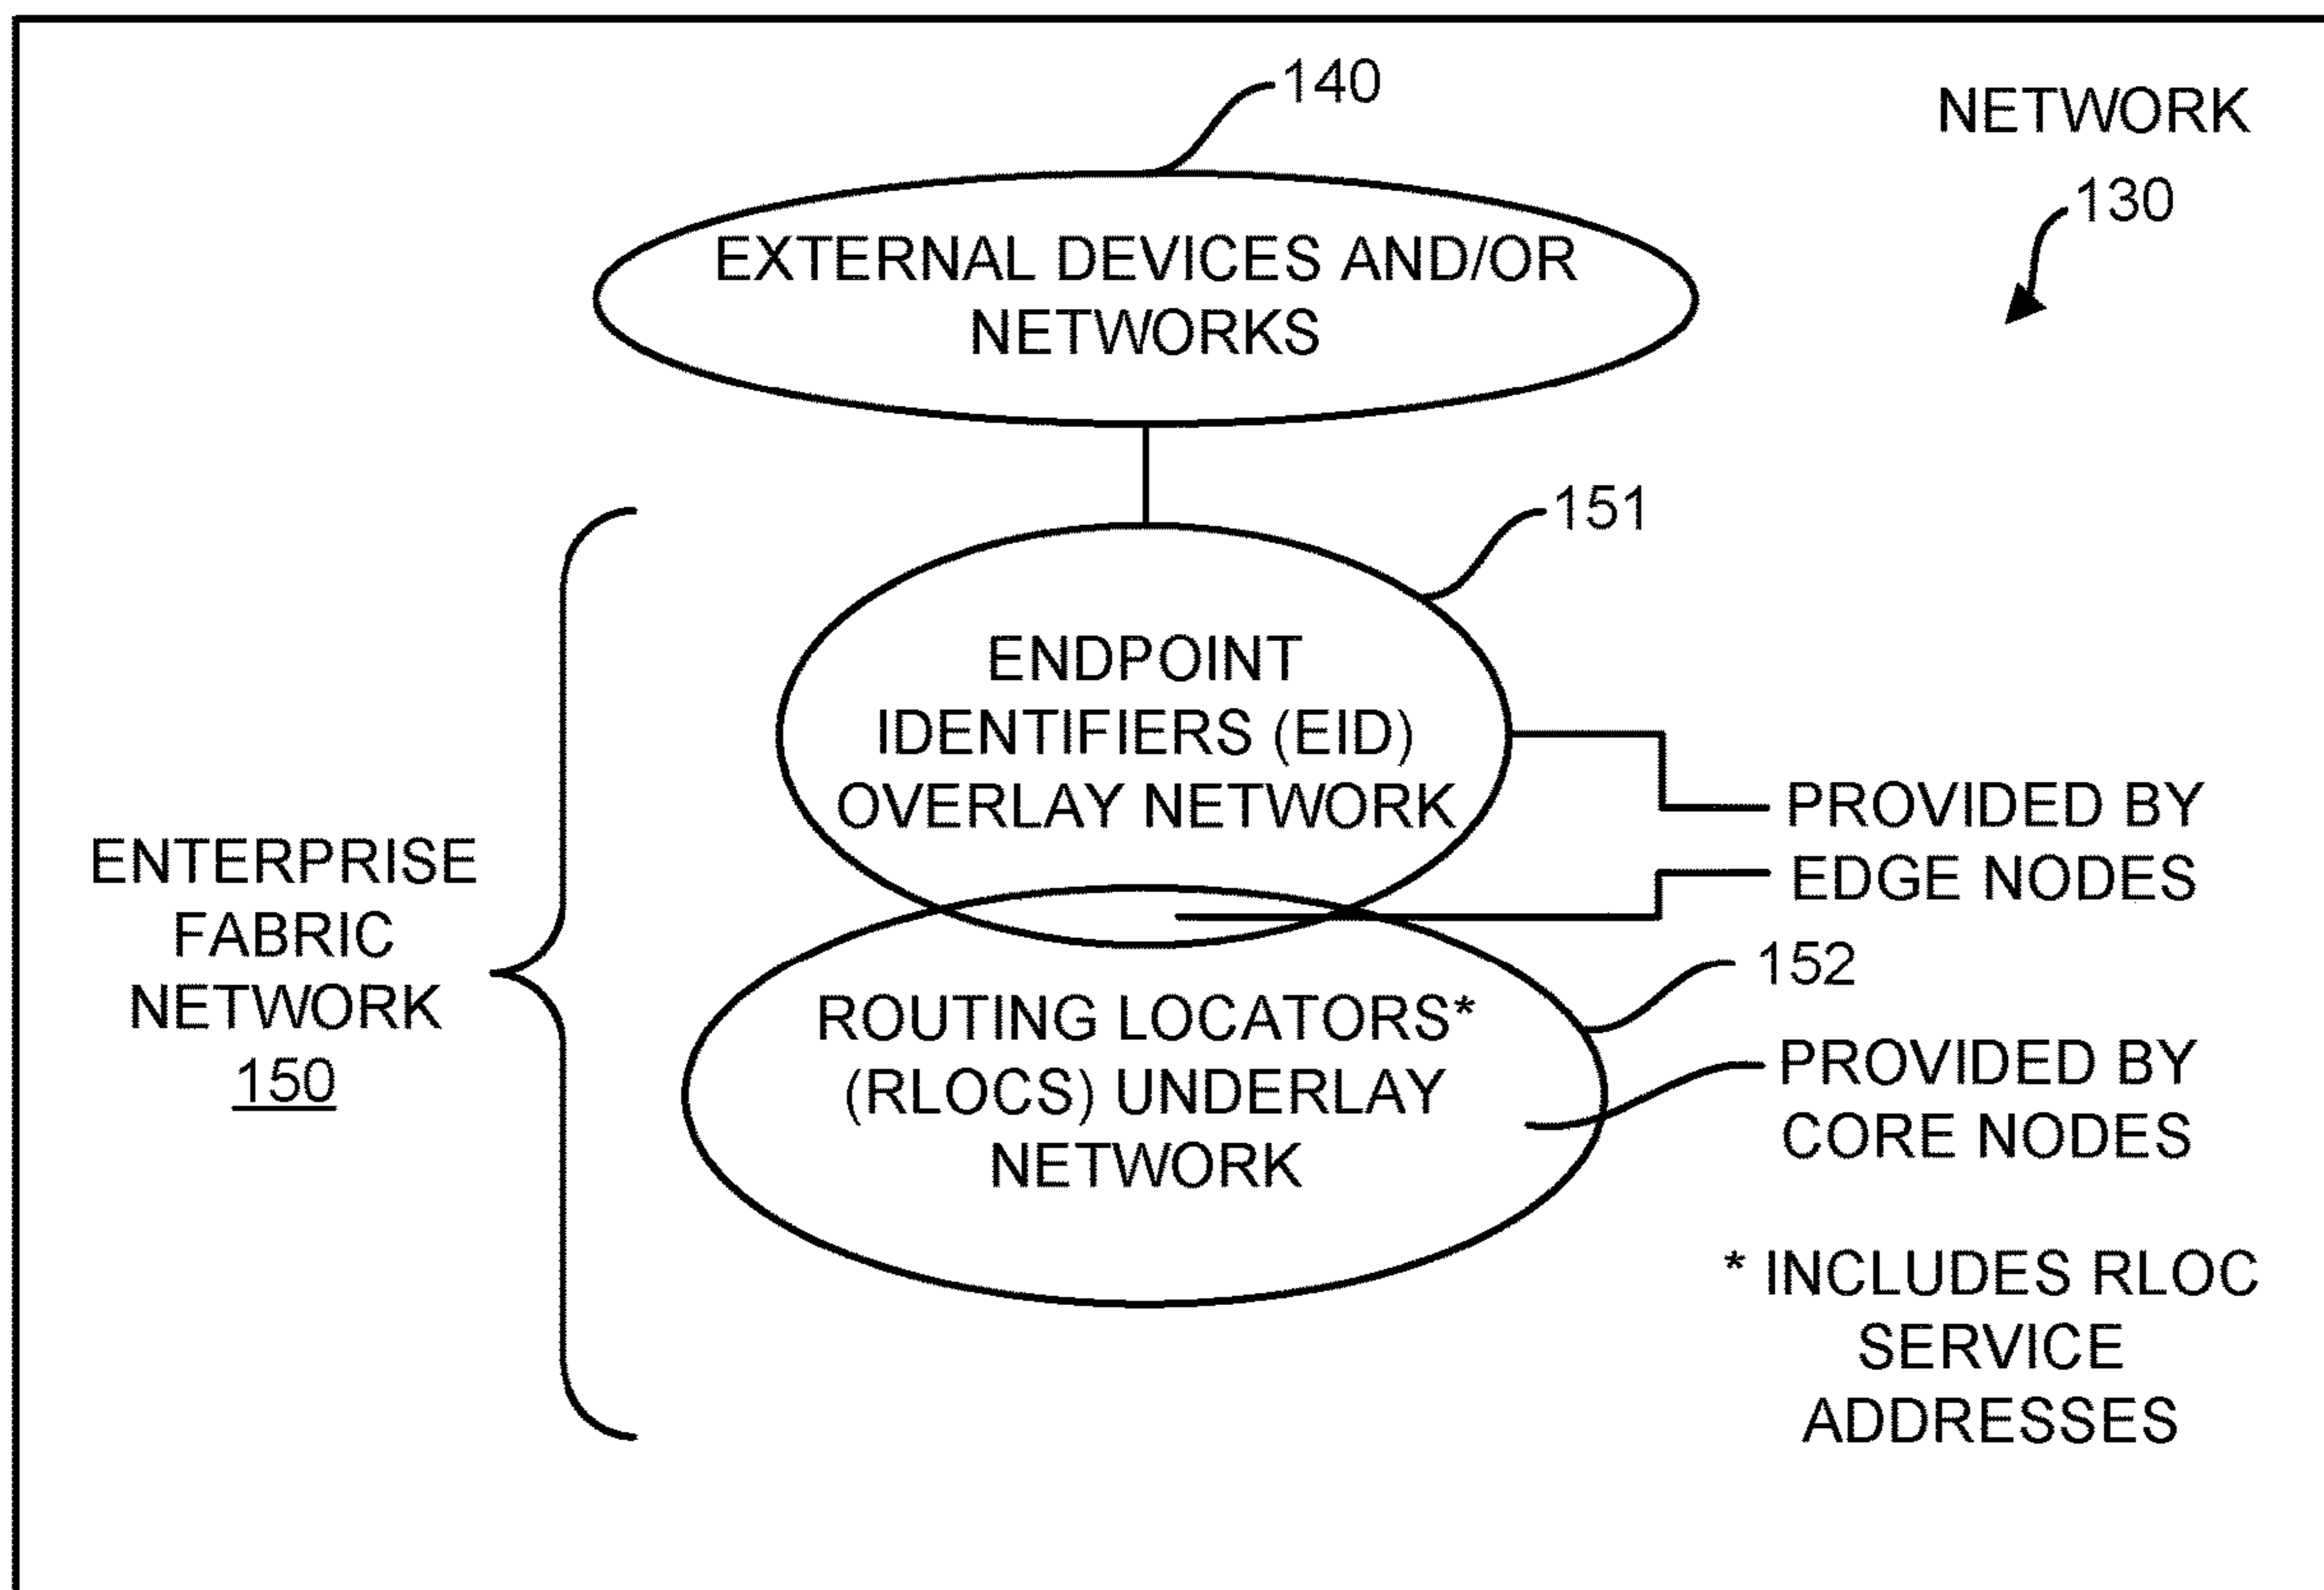 140
NETWORK
130
EXTERNAL DEVICES AND/OR
NETWORKS
151
ENDPOINT
IDENTIFIERS (EID)
OVERLAY NETWORK
PROVIDED BY
EDGE NODES
ENTERPRISE
FABRIC
NETWORK
150
152
ROUTING LOCATORS*
(RLOCS) UNDERLAY
NETWORK
PROVIDED BY
CORE NODES
* INCLUDES RLOC
SERVICE
ADDRESSES